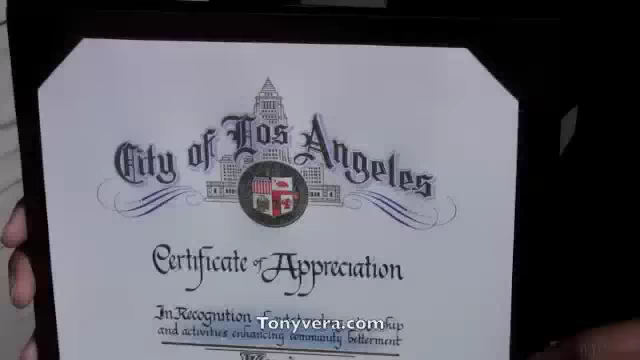 City of Los Angeles
Certificate of Appreciation
In Recognition
Tonyvera.com
and activities enhancing community betterment